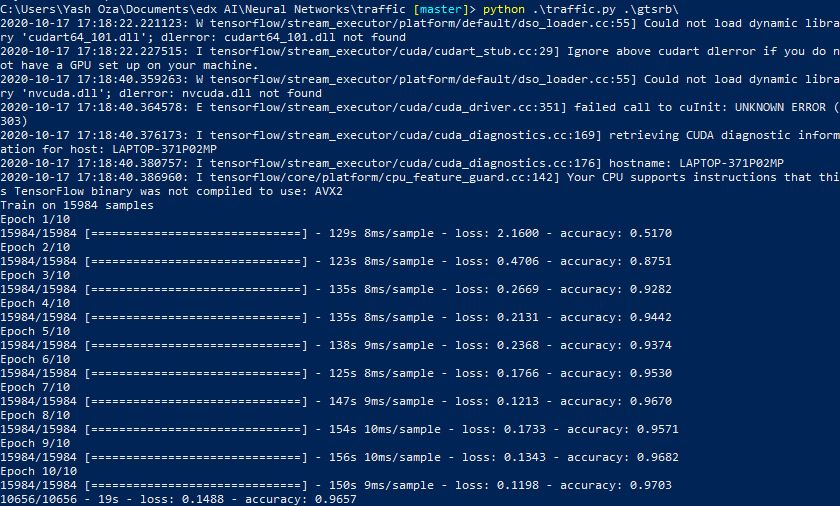 C:\Users\Yash Oza\Documents\edx AI\Neural Networks\traffic [master]> python .\traffic.py .\gtsrb\
2020-10-17 17:18:22.221123: W tensorflow/stream_executor/platform/default/dso_loader.cc:55] Could not load dynamic libra
ry 'cudart64_101.dll'; dlerror: cudart64_101.dll not found
2020-10-17 17:18:22.227515: I tensorflow/stream_executor/cuda/cudart_stub.cc:29] Ignore above cudart dlerror if you do n
ot have a GPU set up on your machine.
2020-10-17 17:18:40.359263: W tensorflow/stream_executor/platform/default/dso_loader.cc:55] Could not load dynamic libra
ry 'nvcuda.dll'; dlerror: nvcuda.dll not found
2020-10-17 17:18:40.364578: E tensorflow/stream_executor/cuda/cuda_driver.cc:351] failed call to cuInit: UNKNOWN ERROR (
303)
2020-10-17 17:18:40.376173: I tensorflow/stream_executor/cuda/cuda_diagnostics.cc:169] retrieving CUDA diagnostic inform
ation for host: LAPTOP-371P02MP
2020-10-17 17:18:40.380757: I tensorflow/stream_executor/cuda/cuda_diagnostics.cc:176] hostname: LAPTOP-371P02MP
2020-10-17 17:18:40.386960: I tensorflow/core/platform/cpu_feature_guard.cc:142] Your CPU supports instructions that thi
s TensorFlow binary was not compiled to use: AVX2
Train on 15984 samples
Epoch 1/10
15984/15984 [==============================] - 129s 8ms/sample - loss: 2.1600 - accuracy: 0.5170
Epoch 2/10
15984/15984 [==============================] - 123s 8ms/sample - loss: 0.4706 - accuracy: 0.8751
Epoch 3/10
15984/15984 [==============================] - 135s 8ms/sample - loss: 0.2669 - accuracy: 0.9282
Epoch 4/10
15984/15984 [==============================] - 135s 8ms/sample - loss: 0.2131 - accuracy: 0.9442
Epoch 5/10
15984/15984 [==============================] - 138s 9ms/sample - loss: 0.2368 - accuracy: 0.9374
Epoch 6/10
15984/15984 [==============================] - 125s 8ms/sample - loss: 0.1766 - accuracy: 0.9530
Epoch 7/10
15984/15984 [==============================] - 147s 9ms/sample - loss: 0.1213 - accuracy: 0.9670
Epoch 8/10
15984/15984 [==============================] - 154s 10ms/sample - loss: 0.1733 - accuracy: 0.9571
Epoch 9/10
15984/15984 [==============================] - 156s 10ms/sample - loss: 0.1343 - accuracy: 0.9682
Epoch 10/10
15984/15984 [==============================] - 150s 9ms/sample - loss: 0.1198 - accuracy: 0.9703
10656/10656 - 19s - loss: 0.1488 - accuracy: 0.9657